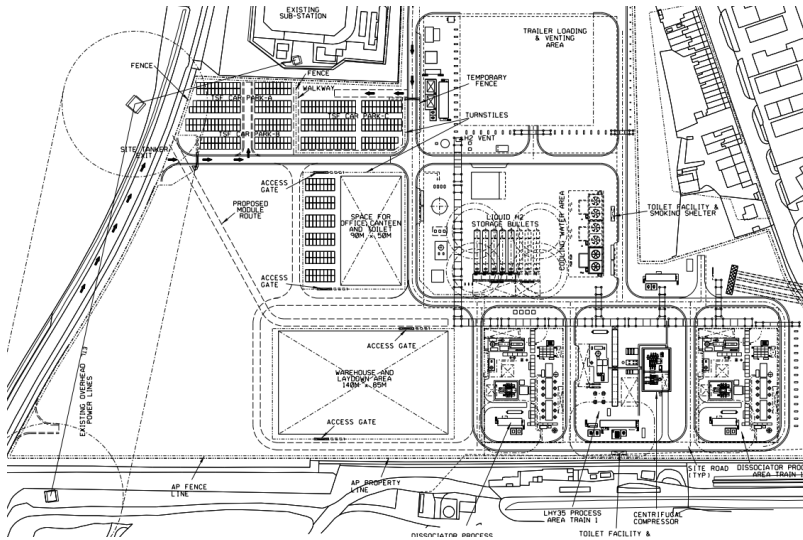 EXISTING
SUB-STATION
TRAILER LOADING
& VENTING
AREA
FENCE
FENCE
WALKWAY
TEMPORARY
FENCE
TSF CAR PARK-A
TSF CAR PARK-C
TURNSTILES
TSF CAR PARK-B
H2 VENT
SITE TANKER
EXIT
ACCESS
GATE
PROPOSED
MODULE
ROUTE
SPACE FOR
OFFICE/CANTEEN
AND TOILET
90M x 50M
LIQUID H2
STORAGE BULLETS
COOLING WATER AREA
TOILET FACILITY &
SMOKING SHELTER
ACCESS
GATE
ACCESS GATE
WAREHOUSE AND
LAYDOWN AREA
140M x 85M
EXISTING OVERHEAD
POWER LINES
ACCESS GATE
AP FENCE
LINE
AP PROPERTY
LINE
SITE ROAD
(TYP)
DISSOCIATOR PROC
AREA TRAIN 1
LHY35 PROCESS
AREA TRAIN 1
CENTRIFUGAL
COMPRESSOR
DISSOCIATOR PROCESS
TOILET FACILITY &